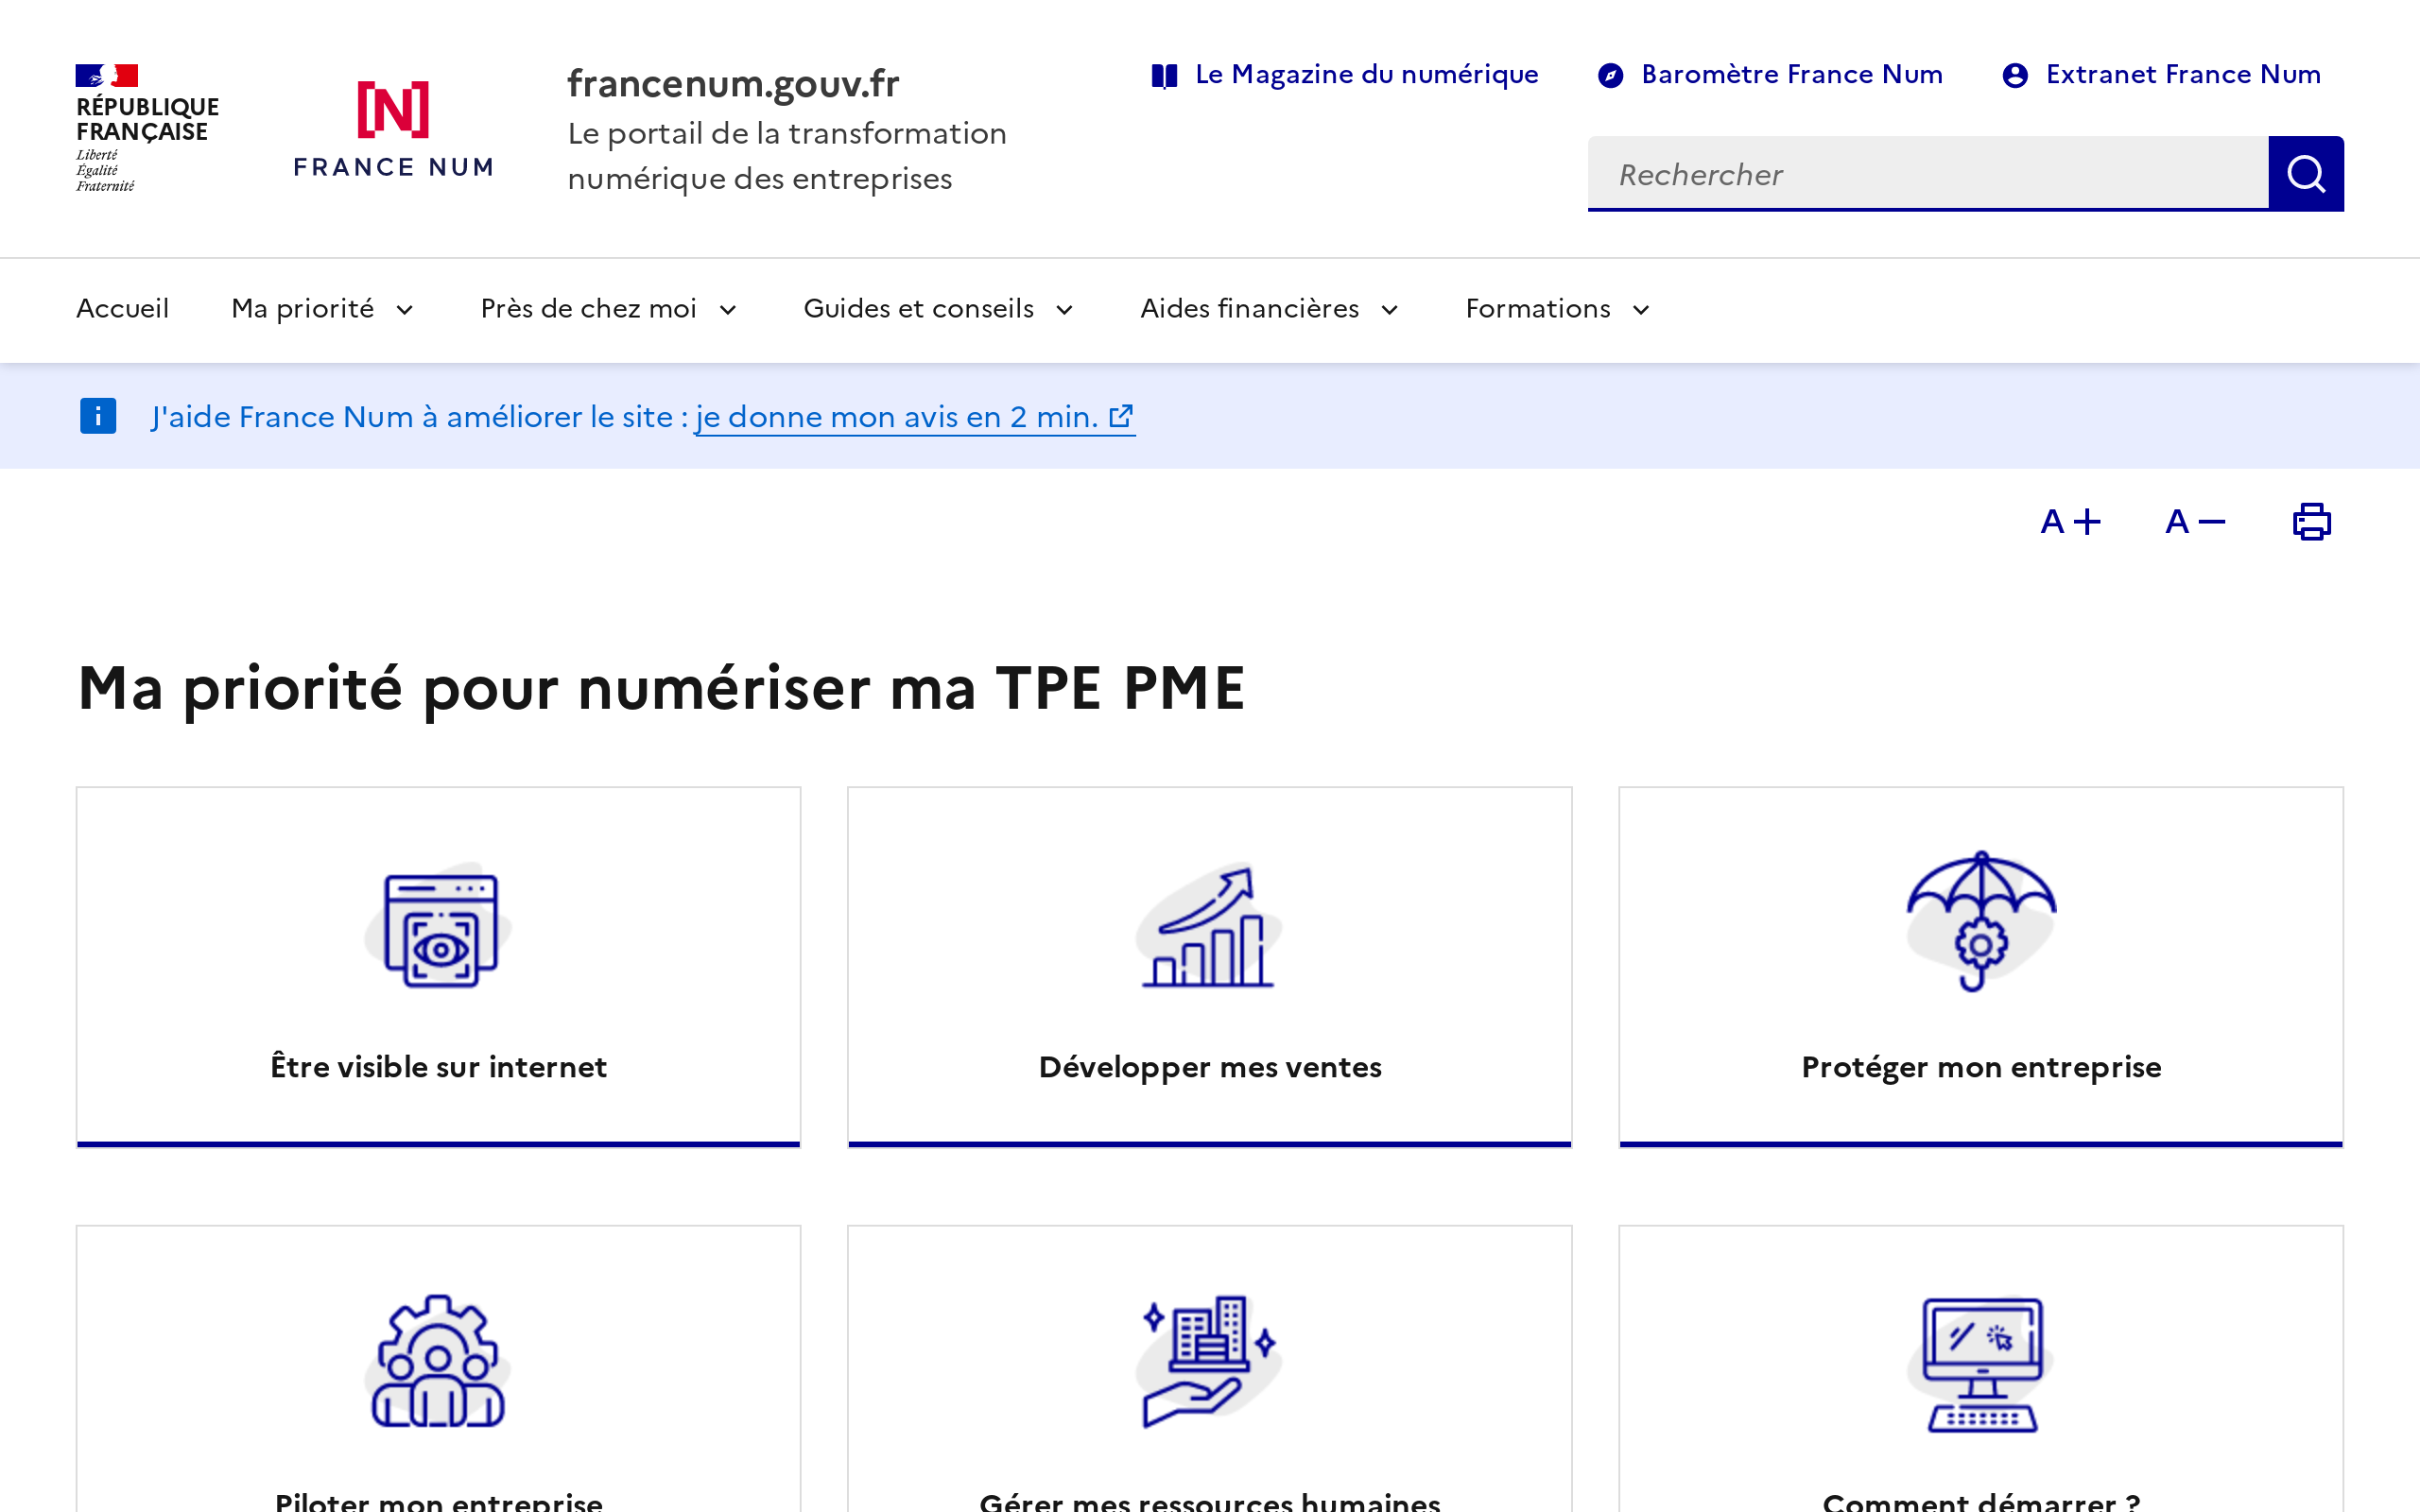 RÉPUBLIQUE
FRANÇAISE
Liberté
Égalité
Fraternité
[N]
FRANCE NUM
francenum.gouv.fr
Le portail de la transformation
numérique des entreprises
Le Magazine du numérique
Baromètre France Num
Extranet France Num
Rechercher
Accueil
Ma priorité
Près de chez moi
Guides et conseils
Aides financières
Formations
J'aide France Num à améliorer le site : je donne mon avis en 2 min.
A+
A−
Ma priorité pour numériser ma TPE PME
Être visible sur internet
Développer mes ventes
Protéger mon entreprise
Piloter mon entreprise
Gérer mes ressources humaines
Comment démarrer ?